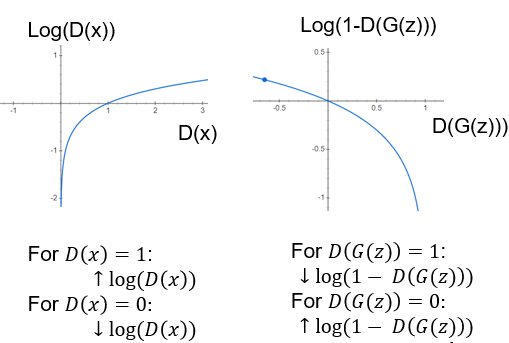 Log(D(x))
1
-1
2
3
-1
-2
D(x)
Log(1-D(G(z)))
0.5
-0.5
0.5
1
-0.5
-1
D(G(z)))
For D(x) = 1:
↑ log(D(x))
For D(x) = 0:
↓ log(D(x))
For D(G(z)) = 1:
↓ log(1 − D(G(z)))
For D(G(z)) = 0:
↑ log(1 − D(G(z)))